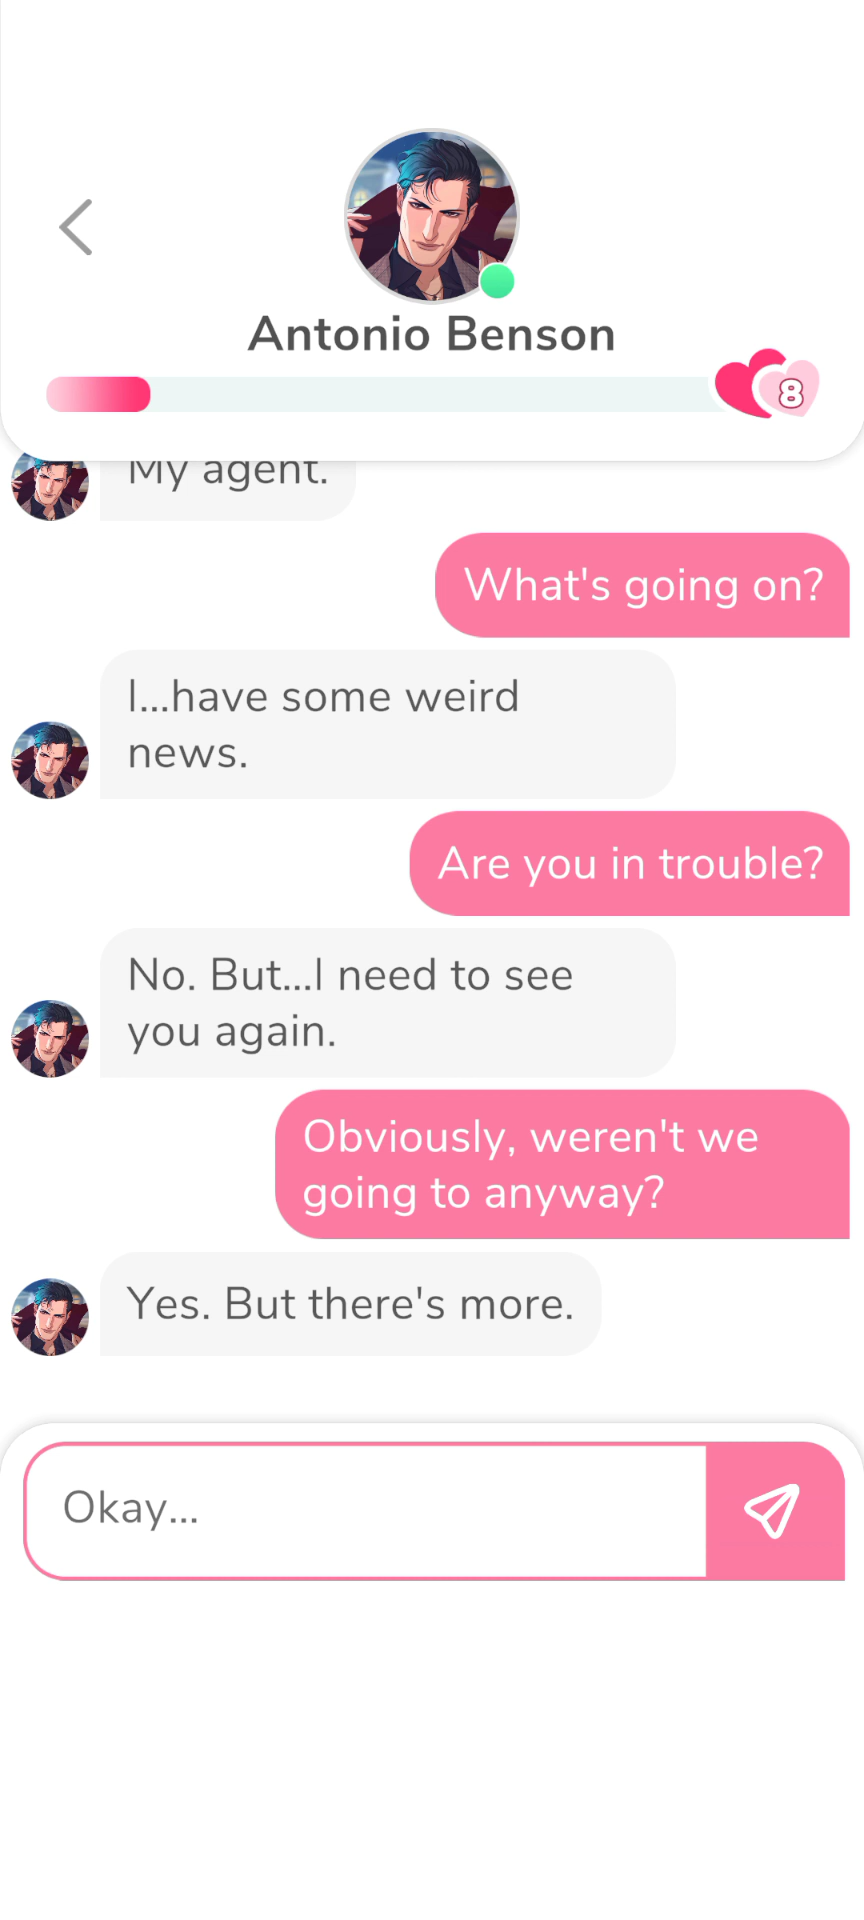 Antonio Benson
8
My agent.
What's going on?
I...have some weird
news.
Are you in trouble?
No. But...I need to see
you again.
Obviously, weren't we
going to anyway?
Yes. But there's more.
Okay...